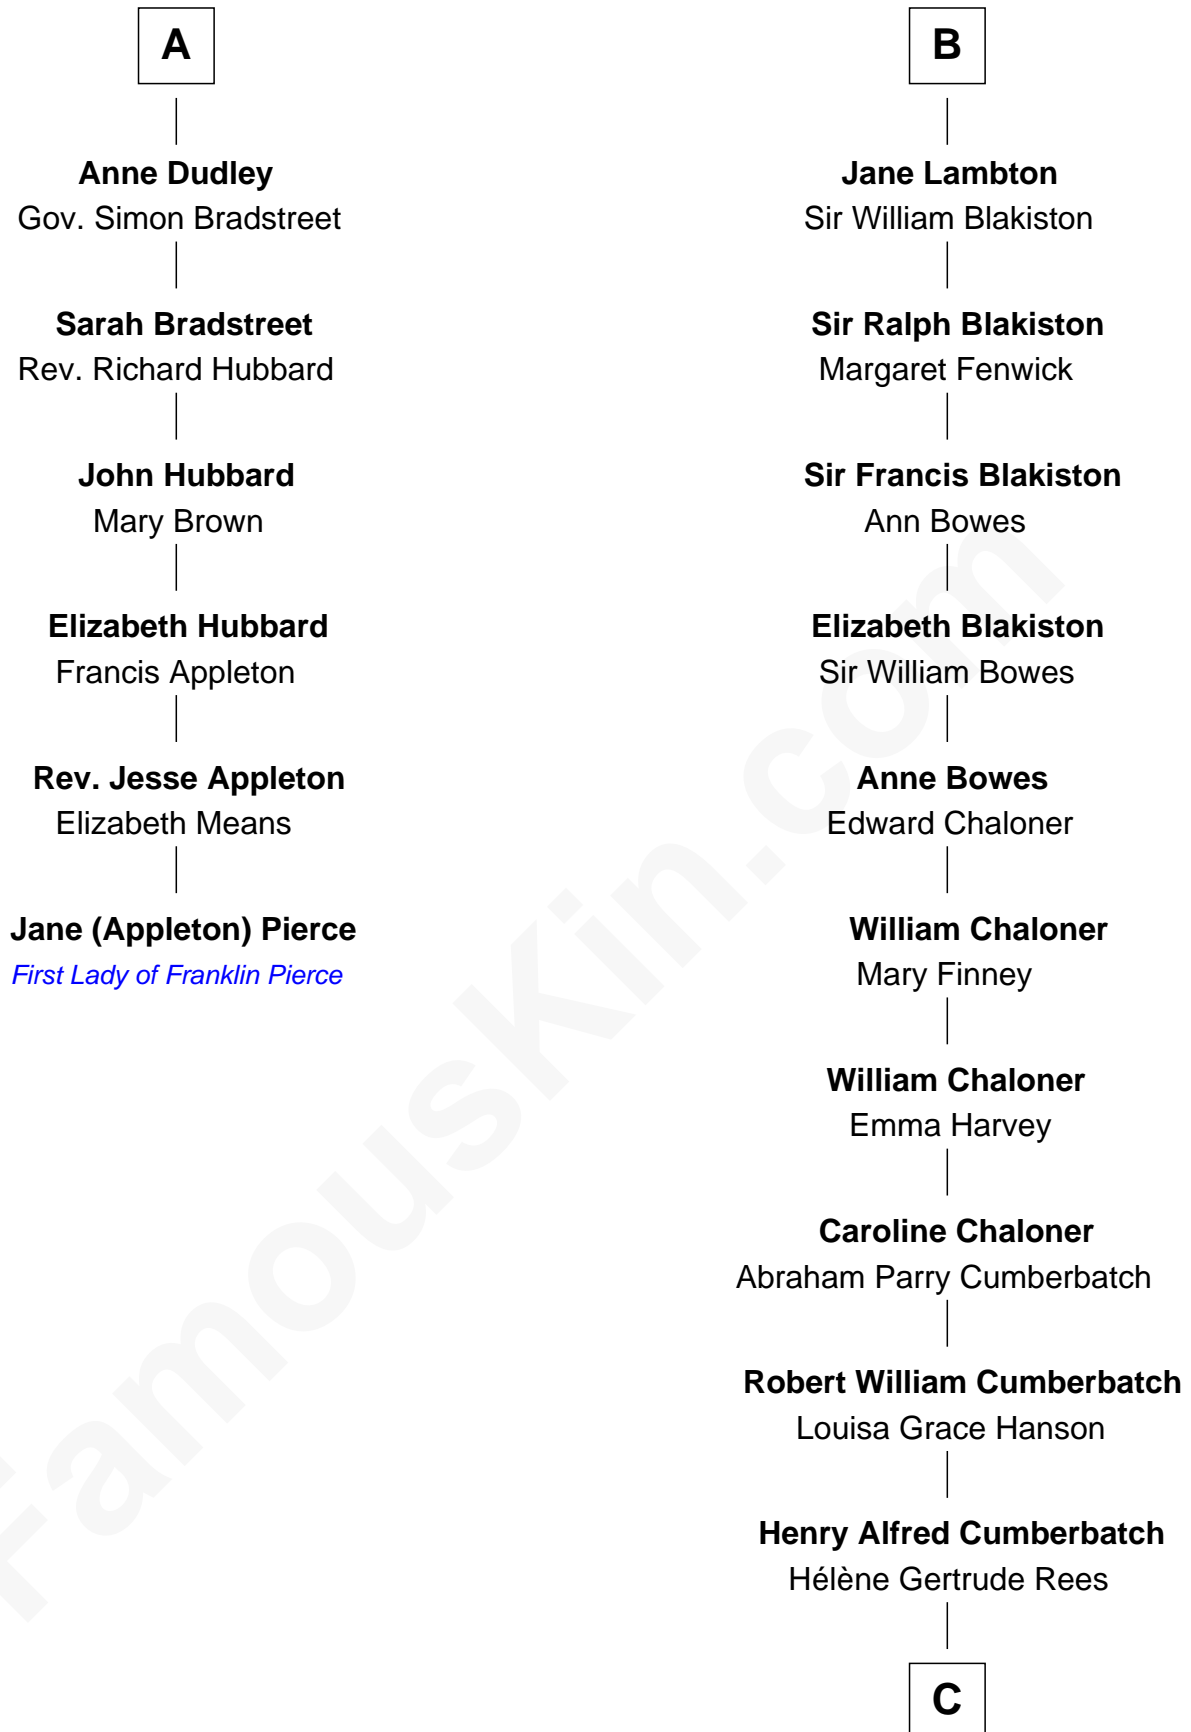 A
Anne Dudley
Gov. Simon Bradstreet
Sarah Bradstreet
Rev. Richard Hubbard
John Hubbard
Mary Brown
Elizabeth Hubbard
Francis Appleton
Rev. Jesse Appleton
Elizabeth Means
Jane (Appleton) Pierce
First Lady of Franklin Pierce
B
Jane Lambton
Sir William Blakiston
Sir Ralph Blakiston
Margaret Fenwick
Sir Francis Blakiston
Ann Bowes
Elizabeth Blakiston
Sir William Bowes
Anne Bowes
Edward Chaloner
William Chaloner
Mary Finney
William Chaloner
Emma Harvey
Caroline Chaloner
Abraham Parry Cumberbatch
Robert William Cumberbatch
Louisa Grace Hanson
Henry Alfred Cumberbatch
Hélène Gertrude Rees
C
FamousKin.com